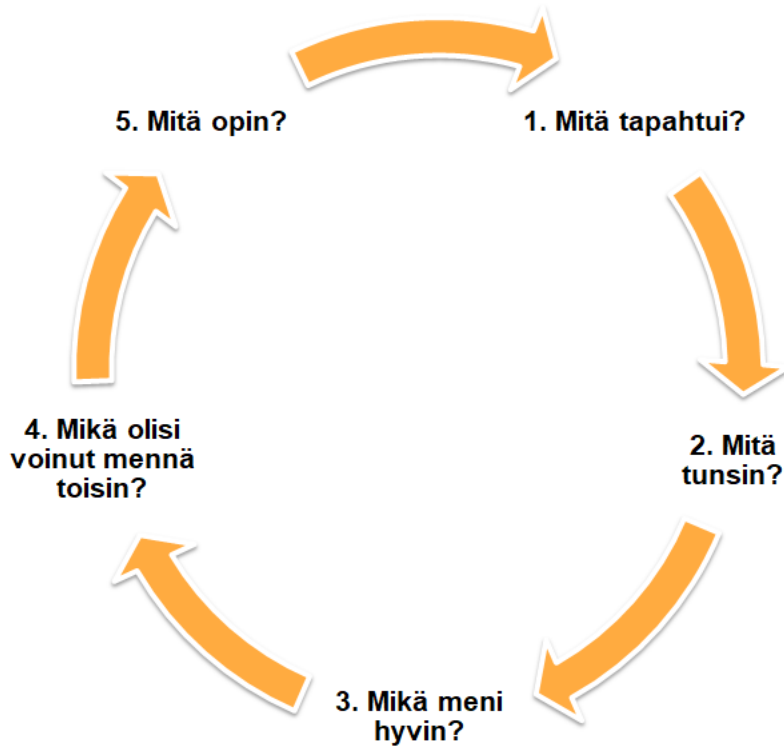 1. Mitä tapahtui?
2. Mitä
tunsin?
3. Mikä meni
hyvin?
4. Mikä olisi
voinut mennä
toisin?
5. Mitä opin?